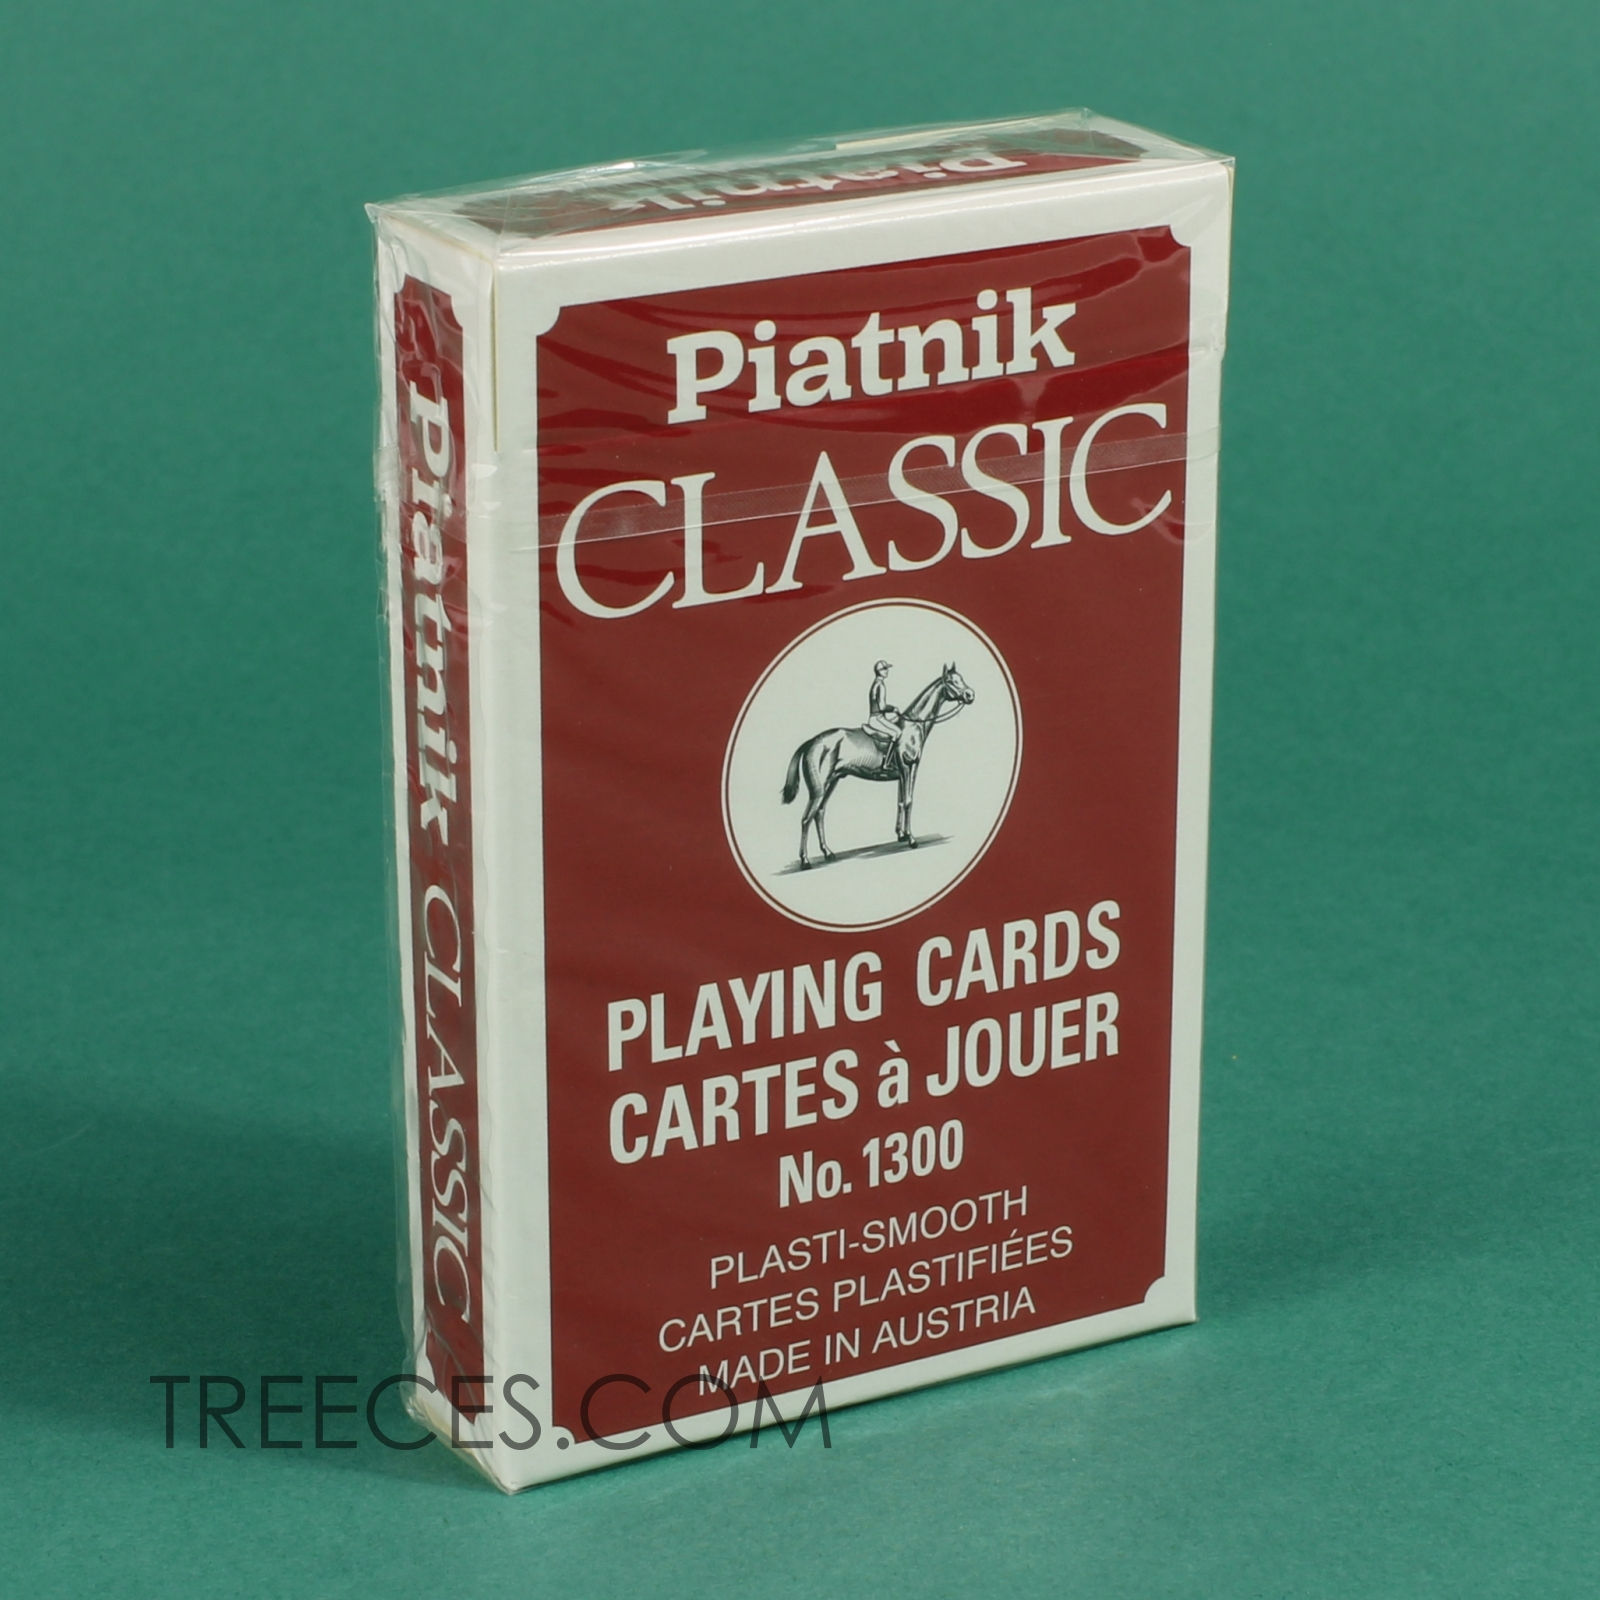 Piatnik
Piatnik
CLASSIC
PLAYING CARDS
CARTES à JOUER
No. 1300
PLASTI-SMOOTH
CARTES PLASTIFIÉES
MADE IN AUSTRIA
Piatnik CLASSIC
TREECES.COM